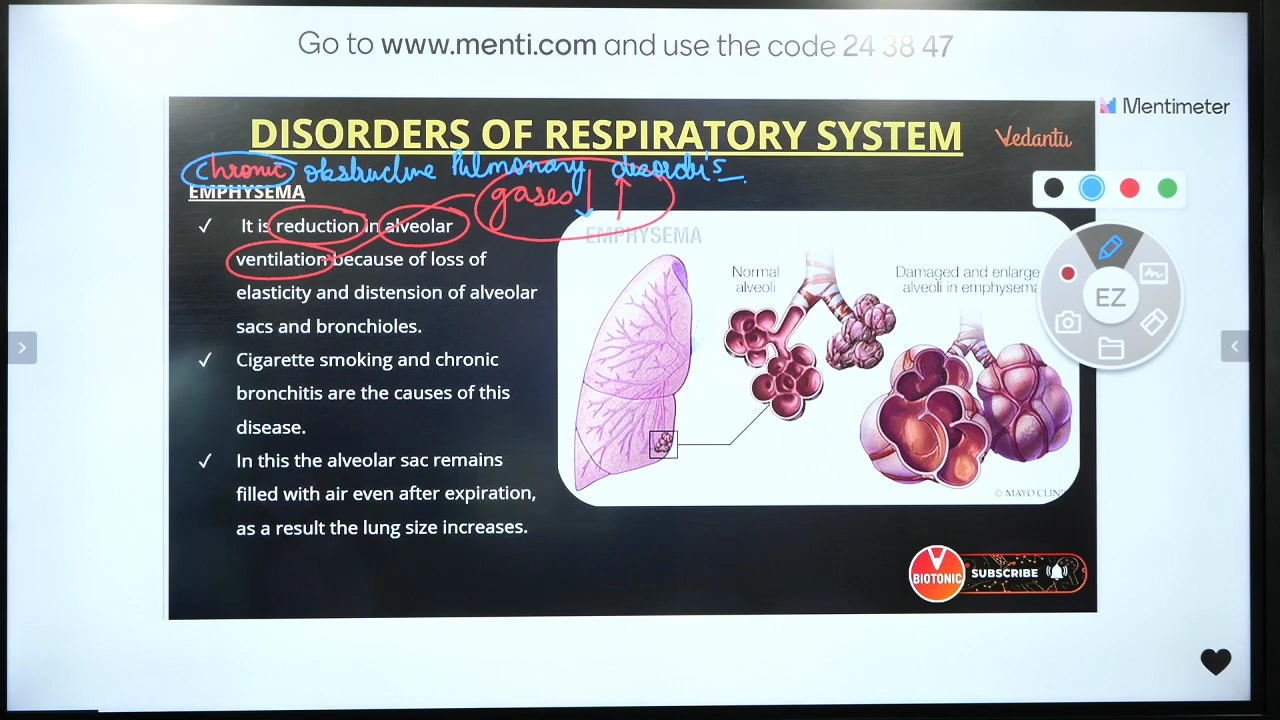 Go to www.menti.com and use the code 24 38 47
Mentimeter
DISORDERS OF RESPIRATORY SYSTEM
Vedantu
chronic obstructive Pulmonary
gases
EMPHYSEMA
✓ It is reduction in alveolar
ventilation because of loss of
elasticity and distension of alveolar
sacs and bronchioles.
✓ Cigarette smoking and chronic
bronchitis are the causes of this
disease.
✓ In this the alveolar sac remains
filled with air even after expiration,
as a result the lung size increases.
EMPHYSEMA
Normal
alveoli
Damaged and enlarge
alveoli in emphysema
EZ
© MAYO CLIN
BIOTONIC
SUBSCRIBE